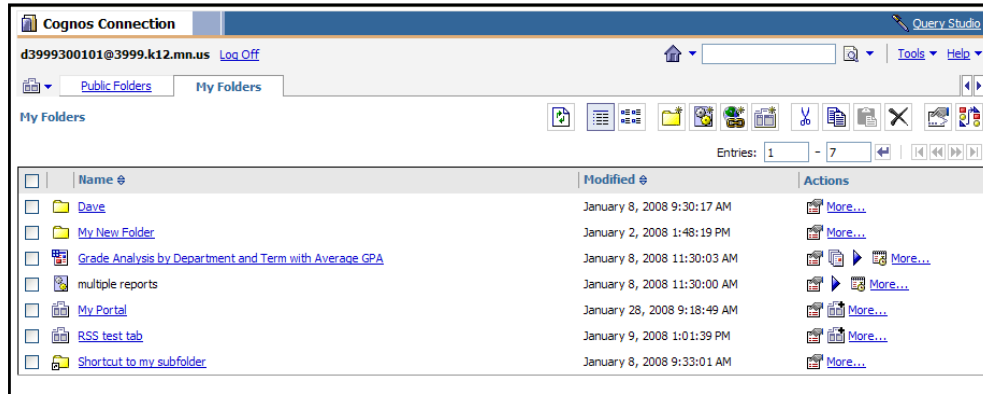 Cognos Connection Query Studio
d3999300101@3999.k12.mn.us Log Off Tools Help
Public Folders My Folders
My Folders
Entries: 1 - 7
Name Modified Actions
Dave January 8, 2008 9:30:17 AM More...
My New Folder January 2, 2008 1:48:19 PM More...
Grade Analysis by Department and Term with Average GPA January 8, 2008 11:30:03 AM More...
multiple reports January 8, 2008 11:30:00 AM More...
My Portal January 28, 2008 9:18:49 AM More...
RSS test tab January 9, 2008 1:01:39 PM More...
Shortcut to my subfolder January 8, 2008 9:33:01 AM More...